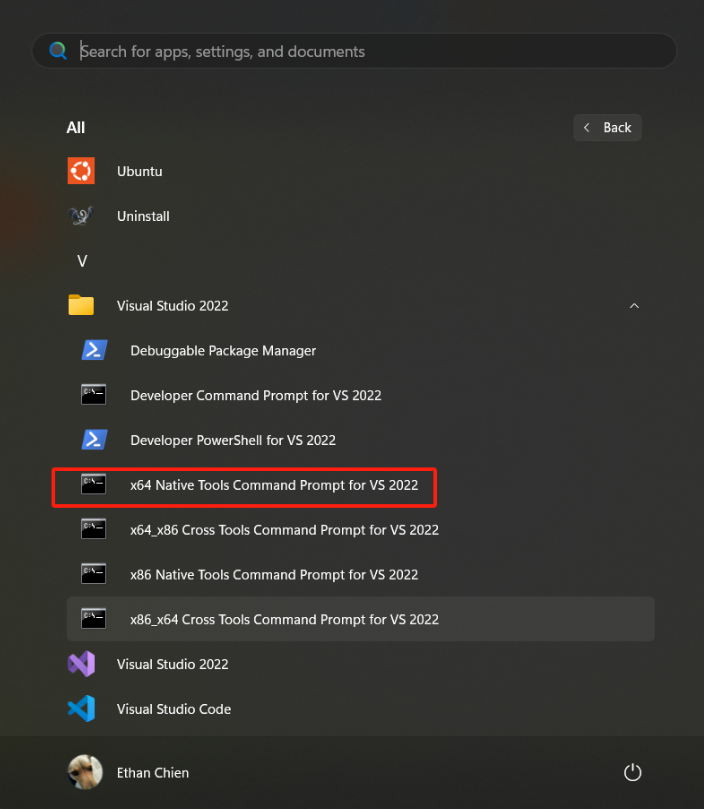 Search for apps, settings, and documents
All
Back
Ubuntu
Uninstall
V
Visual Studio 2022
Debuggable Package Manager
Developer Command Prompt for VS 2022
Developer PowerShell for VS 2022
x64 Native Tools Command Prompt for VS 2022
x64_x86 Cross Tools Command Prompt for VS 2022
x86 Native Tools Command Prompt for VS 2022
x86_x64 Cross Tools Command Prompt for VS 2022
Visual Studio 2022
Visual Studio Code
Ethan Chien